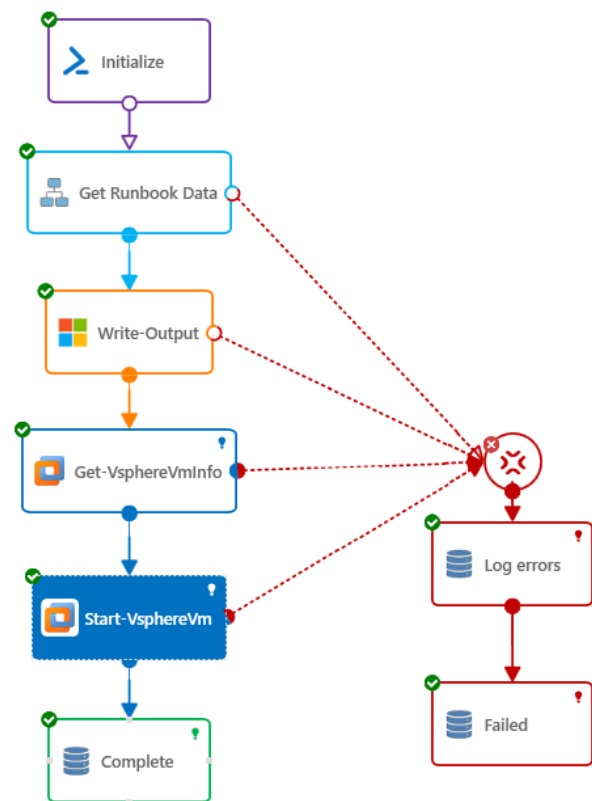 Initialize
Get Runbook Data
Write-Output
Get-VsphereVmInfo
Start-VsphereVm
Complete
Log errors
Failed